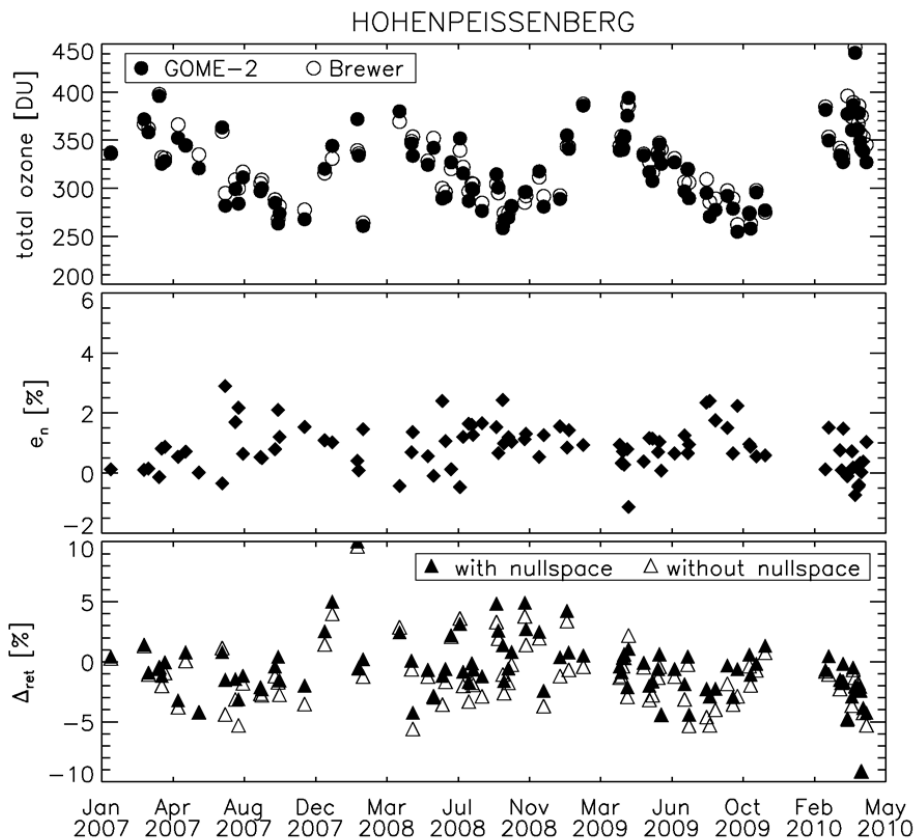 HOHENPEISSENBERG
GOME-2 Brewer
total ozone [DU]
450
400
350
300
250
200
e_n [%]
6
4
2
0
-2
with nullspace without nullspace
Δ_ret [%]
10
5
0
-5
-10
Jan Apr Aug Dec Mar Jul Nov Mar Jun Oct Feb May
2007 2007 2007 2007 2008 2008 2008 2009 2009 2009 2010 2010